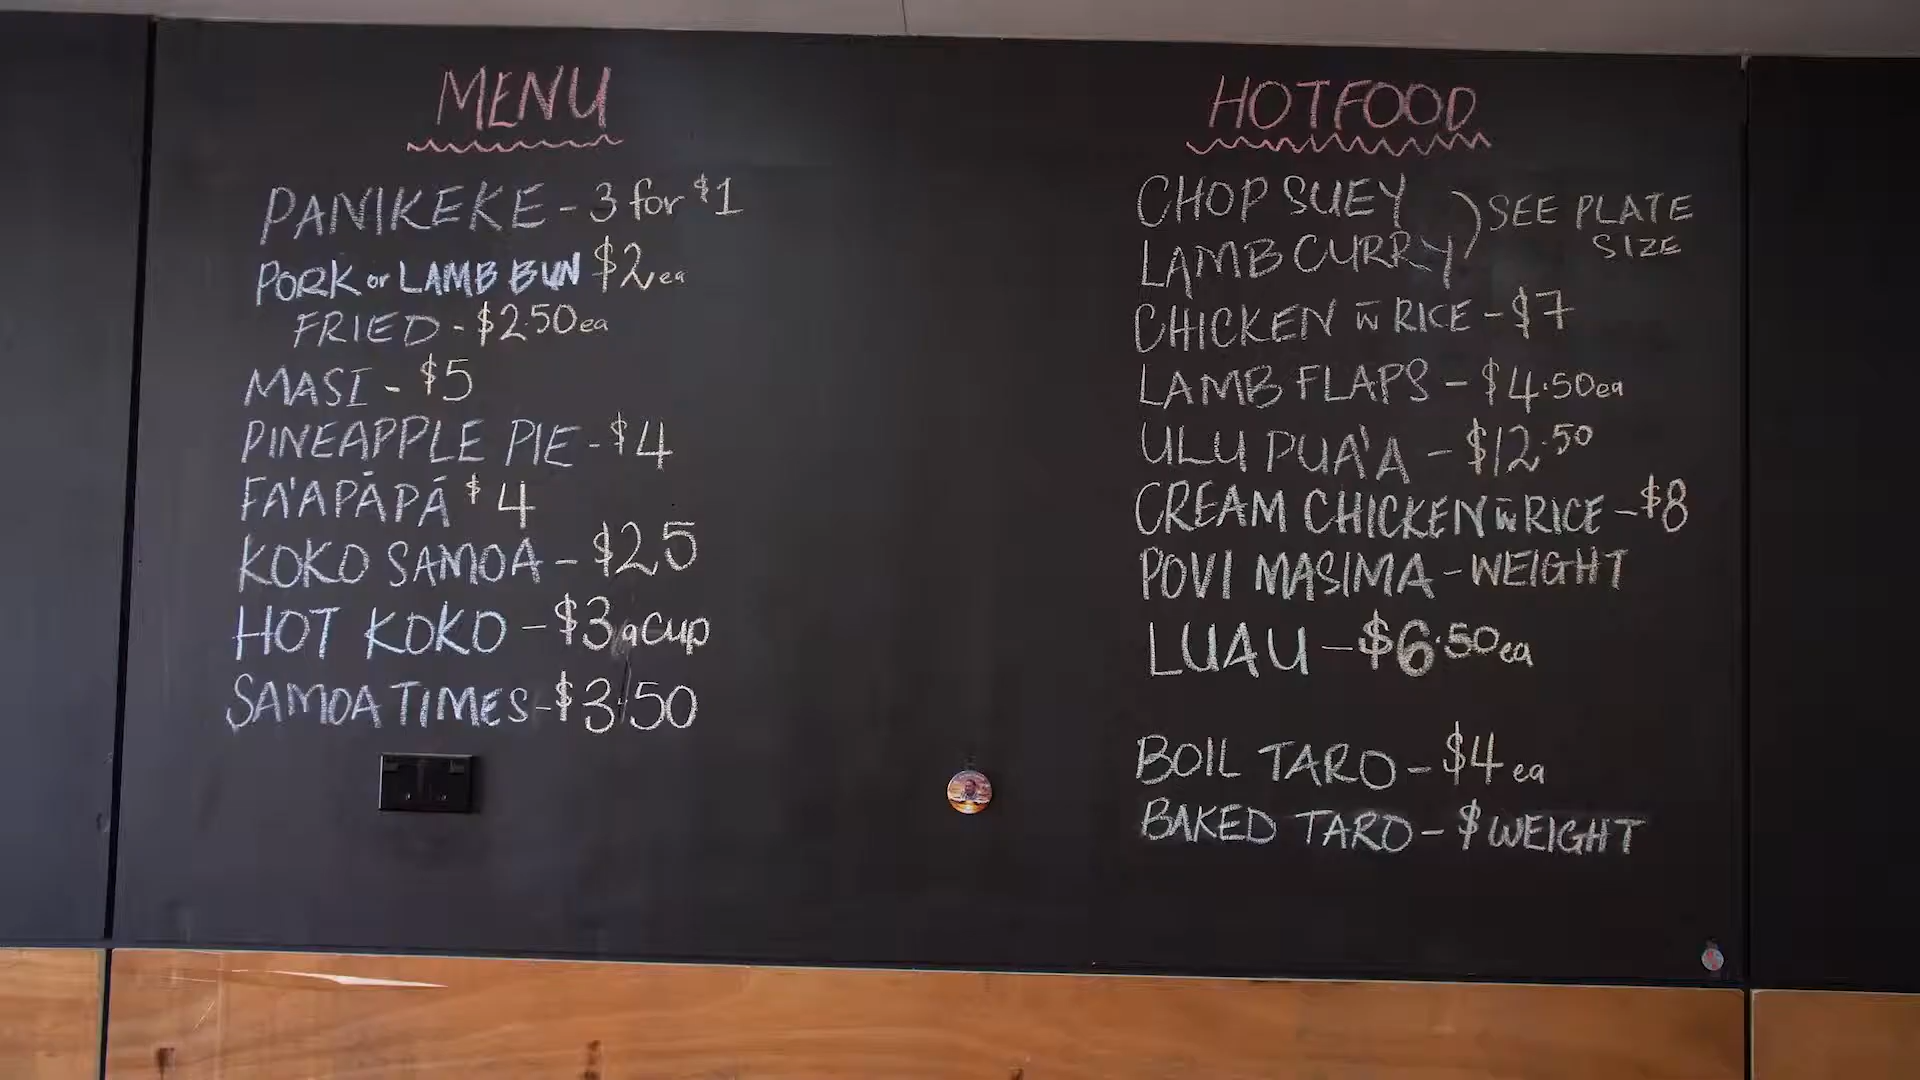 MENU
PANIKEKE - 3 for $1
PORK or LAMB BUN $2 ea
FRIED - $2.50 ea
MASI - $5
PINEAPPLE PIE - $4
FA'APĀPĀ $4
KOKO SAMOA - $25
HOT KOKO - $3 a cup
SAMOA TIMES - $3.50
HOTFOOD
CHOP SUEY ) SEE PLATE
LAMB CURRY ) SIZE
CHICKEN w̄ RICE - $7
LAMB FLAPS - $4.50 ea
ULU PUA'A - $12.50
CREAM CHICKEN w̄ RICE - $8
POVI MASIMA - WEIGHT
LUAU - $6.50 ea
BOIL TARO - $4 ea
BAKED TARO - $ WEIGHT